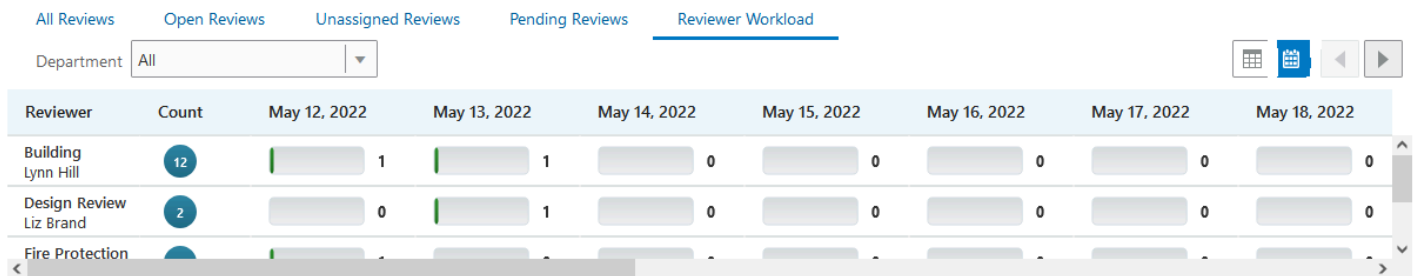 All Reviews Open Reviews Unassigned Reviews Pending Reviews Reviewer Workload
Department All
Reviewer Count May 12, 2022 May 13, 2022 May 14, 2022 May 15, 2022 May 16, 2022 May 17, 2022 May 18, 2022
Building
Lynn Hill
12 1 1 0 0 0 0 0
Design Review
Liz Brand
2 0 1 0 0 0 0 0
Fire Protection